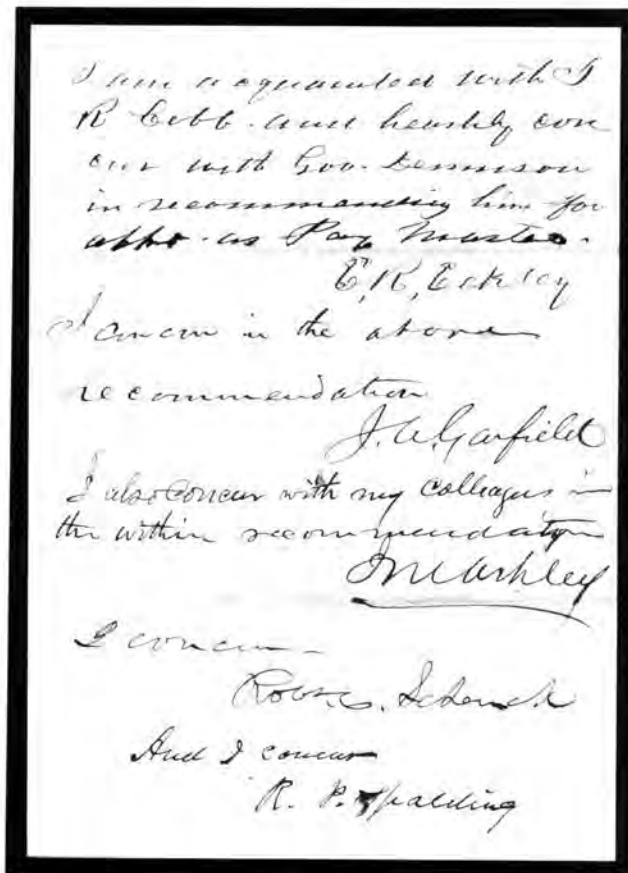 I am acquainted with T
R Cobb. and heartily con
cur with Gov. Dennison
in recommending him for
appt. as Pay Master.
E, R, Eckley
I concur in the above
recommendation
J. A. Garfield
I also concur with my colleagues in
the within recommendation
J M Ashley
I concur
Robt. C. Schenck
And I concur
R. P. Spalding